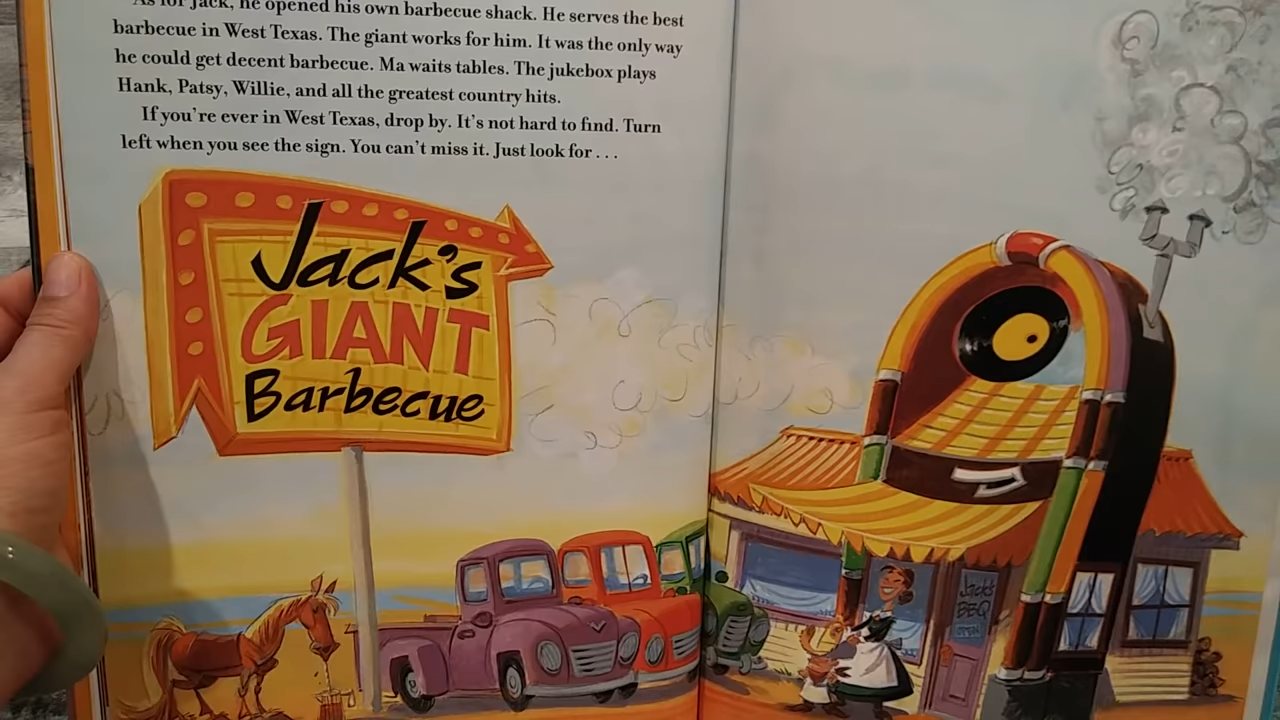 As for Jack, he opened his own barbecue shack. He serves the best
barbecue in West Texas. The giant works for him. It was the only way
he could get decent barbecue. Ma waits tables. The jukebox plays
Hank, Patsy, Willie, and all the greatest country hits.
If you're ever in West Texas, drop by. It's not hard to find. Turn
left when you see the sign. You can't miss it. Just look for . . .
Jack's
GIANT
Barbecue
Jack's
BBQ
OPEN